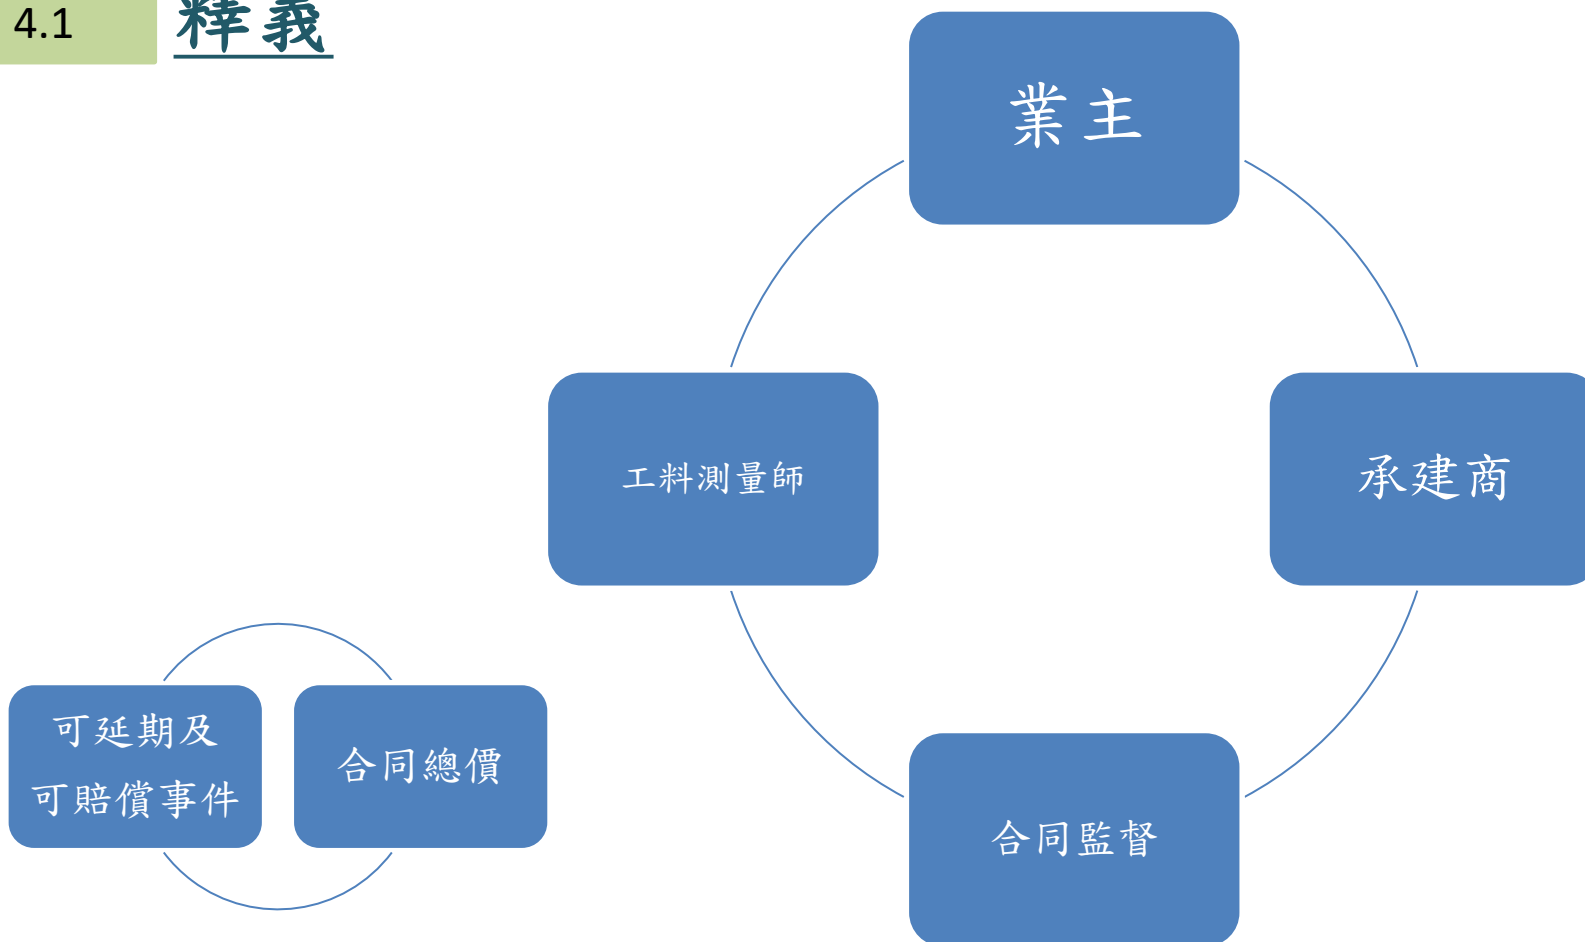 4.1
釋義
業主
工料測量師
承建商
合同監督
可延期及
可賠償事件
合同總價